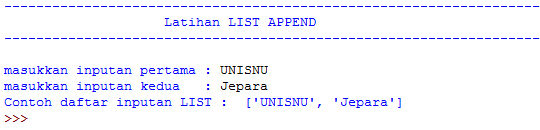 --------------------------------------------------------------------
Latihan LIST APPEND
--------------------------------------------------------------------
masukkan inputan pertama : UNISNU
masukkan inputan kedua   : Jepara
Contoh daftar inputan LIST :  ['UNISNU', 'Jepara']
>>>